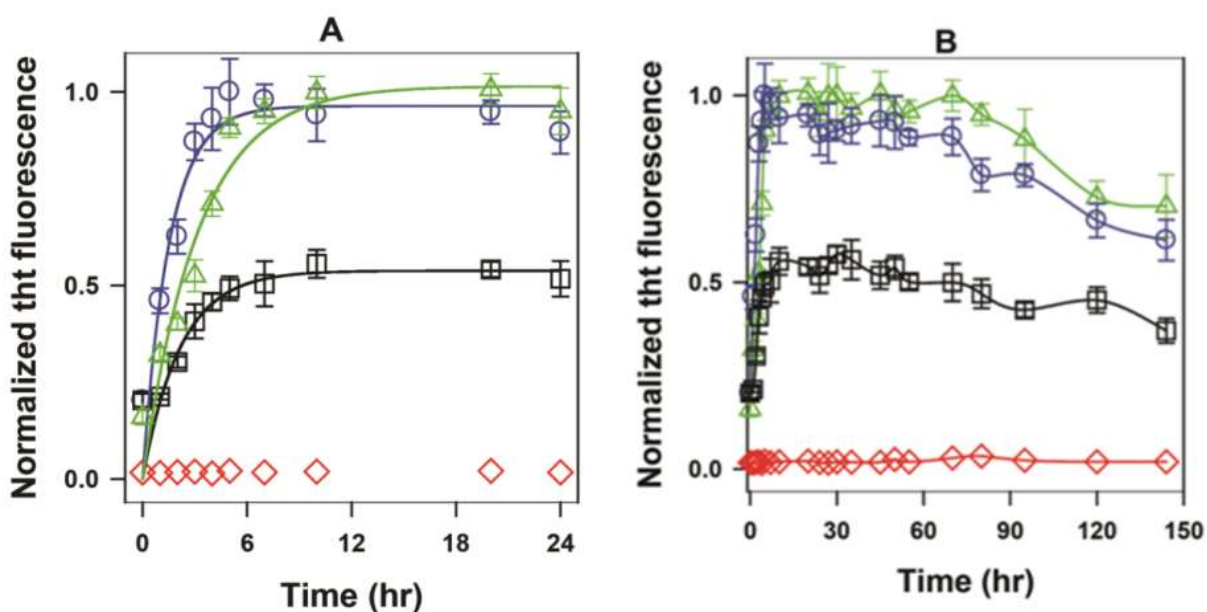 A
Normalized tht fluorescence
1.0
0.5
0.0
0 6 12 18 24
Time (hr)
B
Normalized tht fluorescence
1.0
0.5
0.0
0 30 60 90 120 150
Time (hr)